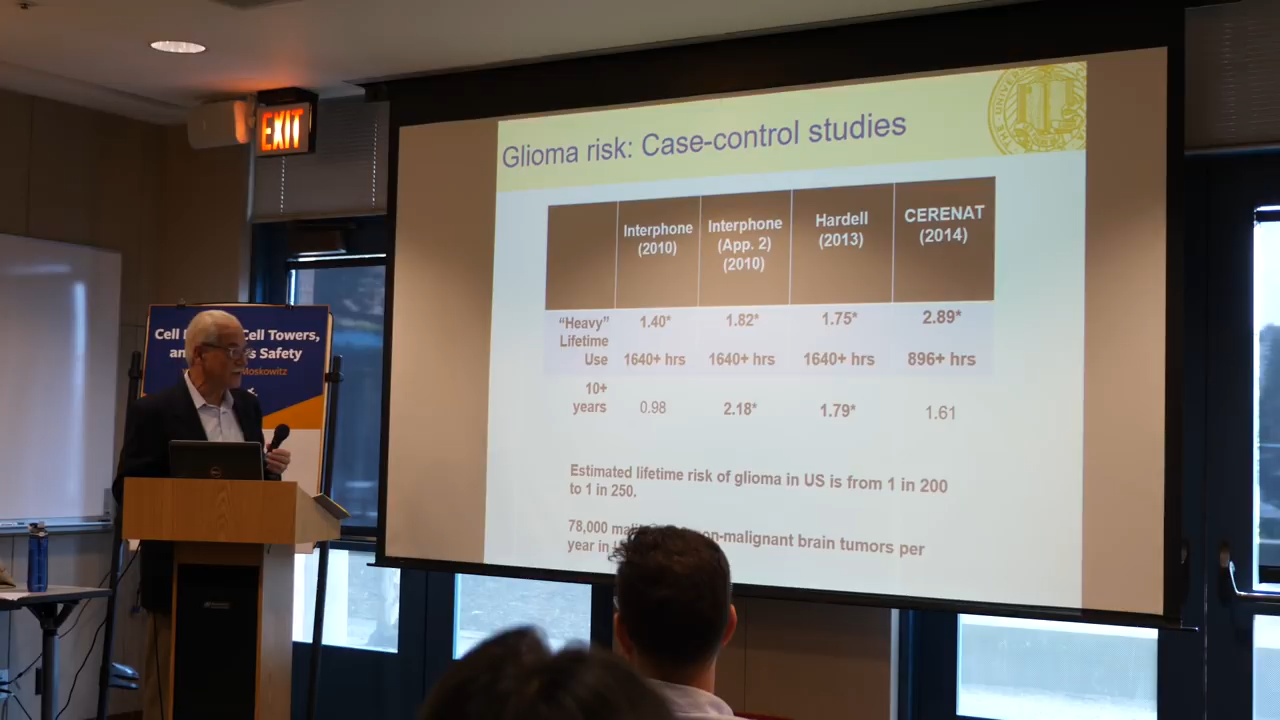 EXIT
Cell Cell Towers,
an s Safety
Moskowitz
Glioma risk: Case-control studies
Interphone
(2010)
Interphone
(App. 2)
(2010)
Hardell
(2013)
CERENAT
(2014)
“Heavy”
Lifetime
Use
1.40*
1640+ hrs
1.82*
1640+ hrs
1.75*
1640+ hrs
2.89*
896+ hrs
10+
years
0.98
2.18*
1.79*
1.61
Estimated lifetime risk of glioma in US is from 1 in 200
to 1 in 250.
78,000 on-malignant brain tumors per
year in